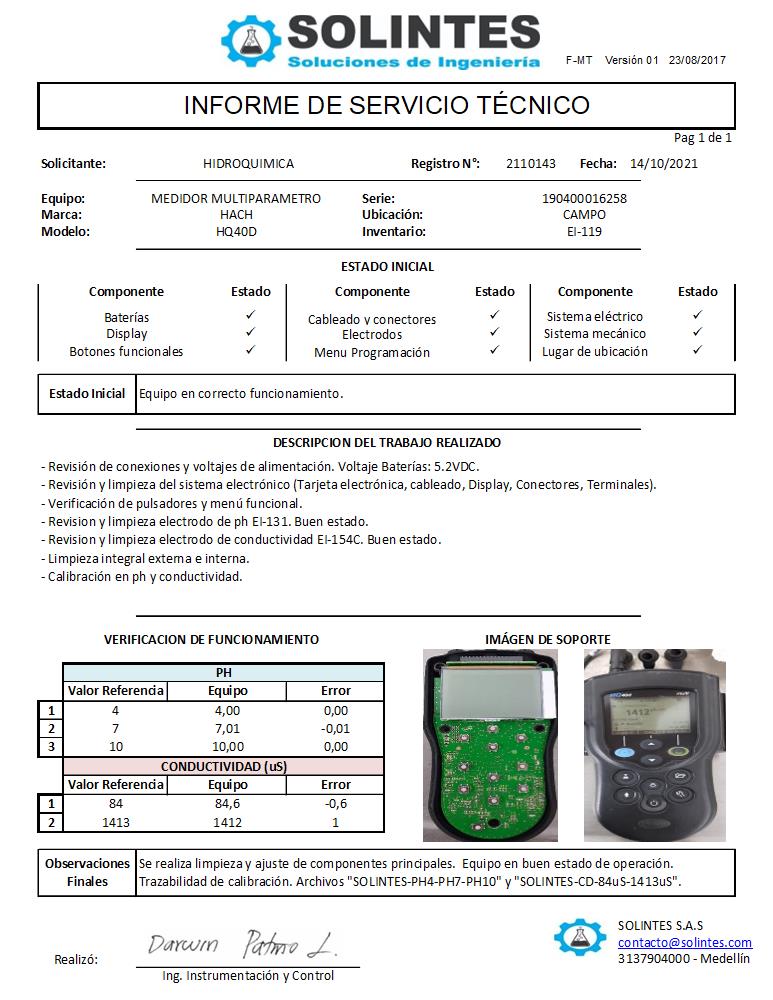 SOLINTES
Soluciones de Ingeniería
F-MT Versión 01 23/08/2017
INFORME DE SERVICIO TÉCNICO
Pag 1 de 1
Solicitante: HIDROQUIMICA Registro N°: 2110143 Fecha: 14/10/2021
Equipo: MEDIDOR MULTIPARAMETRO Serie: 190400016258
Marca: HACH Ubicación: CAMPO
Modelo: HQ40D Inventario: EI-119
ESTADO INICIAL
Componente Estado Componente Estado Componente Estado
Baterías ✓ Cableado y conectores ✓ Sistema eléctrico ✓
Display ✓ Electrodos ✓ Sistema mecánico ✓
Botones funcionales ✓ Menu Programación ✓ Lugar de ubicación ✓
Estado Inicial Equipo en correcto funcionamiento.
DESCRIPCION DEL TRABAJO REALIZADO
- Revisión de conexiones y voltajes de alimentación. Voltaje Baterías: 5.2VDC.
- Revisión y limpieza del sistema electrónico (Tarjeta electrónica, cableado, Display, Conectores, Terminales).
- Verificación de pulsadores y menú funcional.
- Revision y limpieza electrodo de ph EI-131. Buen estado.
- Revision y limpieza electrodo de conductividad EI-154C. Buen estado.
- Limpieza integral externa e interna.
- Calibración en ph y conductividad.
VERIFICACION DE FUNCIONAMIENTO IMÁGEN DE SOPORTE
PH
Valor Referencia Equipo Error
1 4 4,00 0,00
2 7 7,01 -0,01
3 10 10,00 0,00
CONDUCTIVIDAD (uS)
Valor Referencia Equipo Error
1 84 84,6 -0,6
2 1413 1412 1
1412
Observaciones Finales Se realiza limpieza y ajuste de componentes principales. Equipo en buen estado de operación.
Trazabilidad de calibración. Archivos "SOLINTES-PH4-PH7-PH10" y "SOLINTES-CD-84uS-1413uS".
Realizó: Darwin Patiño L.
Ing. Instrumentación y Control
SOLINTES S.A.S
contacto@solintes.com
3137904000 - Medellín